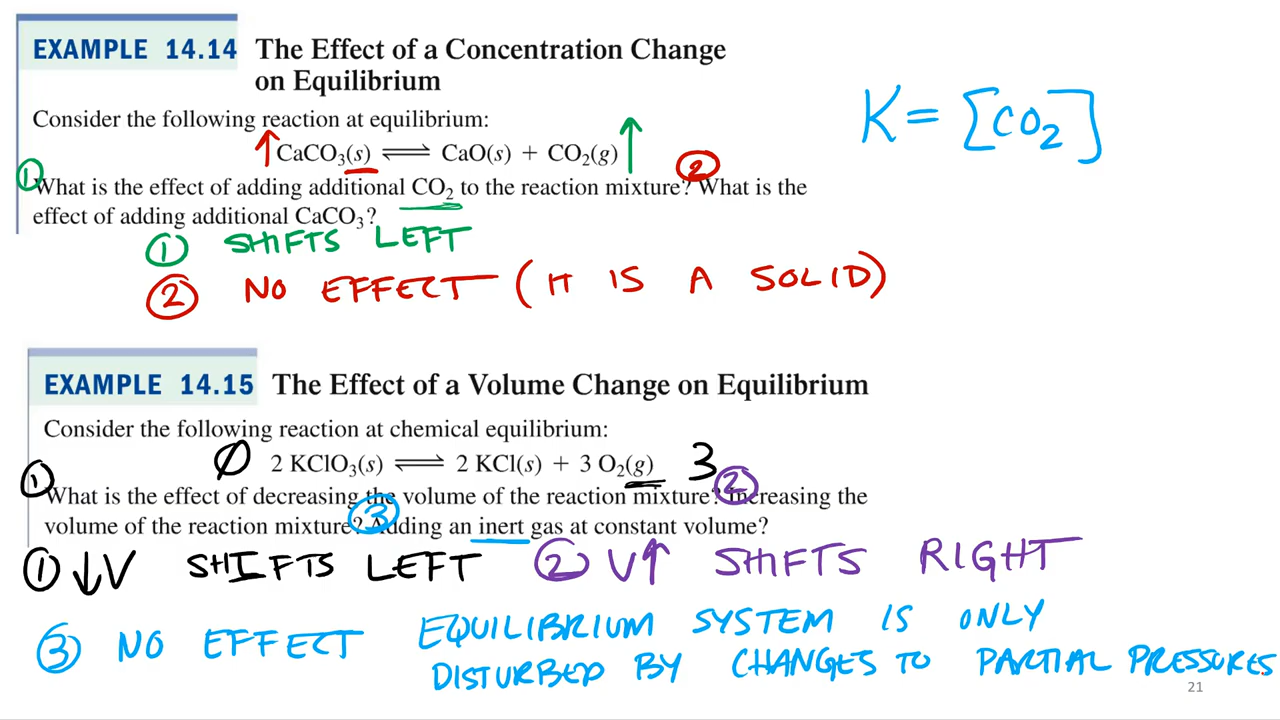 EXAMPLE 14.14 The Effect of a Concentration Change
on Equilibrium
K = [CO₂]
Consider the following reaction at equilibrium:
↑ CaCO₃(s) ⇌ CaO(s) + CO₂(g) ↑
① What is the effect of adding additional CO₂ to the reaction mixture? ② What is the
effect of adding additional CaCO₃?
① SHIFTS LEFT
② NO EFFECT (IT IS A SOLID)
EXAMPLE 14.15 The Effect of a Volume Change on Equilibrium
Consider the following reaction at chemical equilibrium:
0 2 KClO₃(s) ⇌ 2 KCl(s) + 3 O₂(g) 3
① What is the effect of decreasing the volume of the reaction mixture? ② Increasing the
volume of the reaction mixture? ③ Adding an inert gas at constant volume?
① ↓V SHIFTS LEFT ② V↑ SHIFTS RIGHT
③ NO EFFECT EQUILIBRIUM SYSTEM IS ONLY
DISTURBED BY CHANGES TO PARTIAL PRESSURES
21